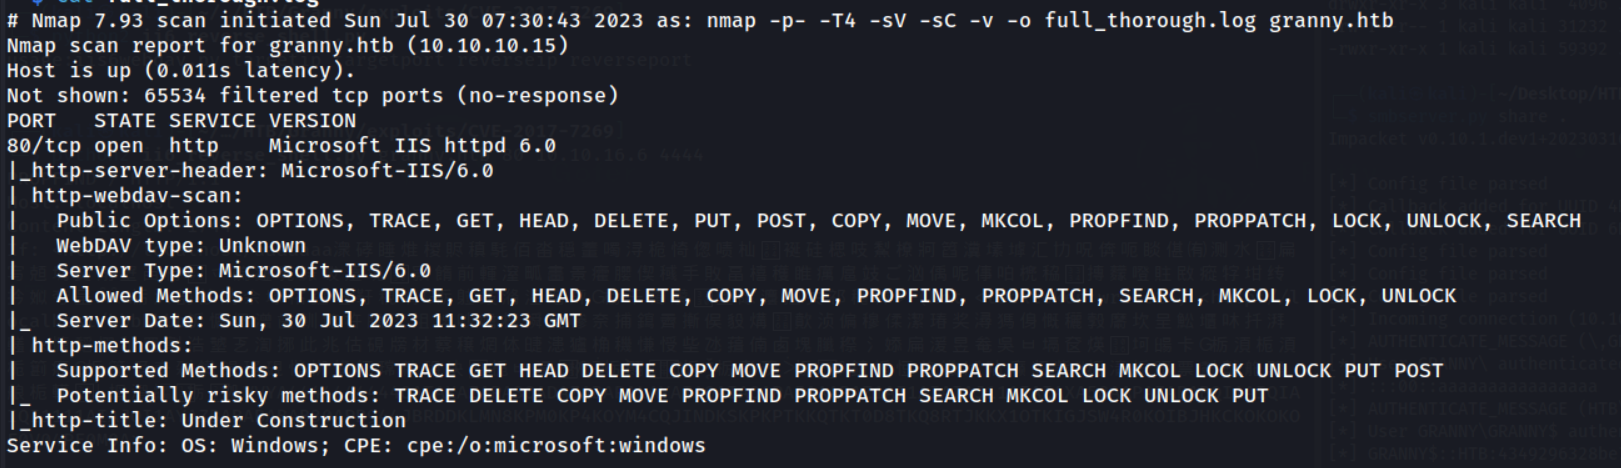 # Nmap 7.93 scan initiated Sun Jul 30 07:30:43 2023 as: nmap -p- -T4 -sV -sC -v -o full_thorough.log granny.htb
Nmap scan report for granny.htb (10.10.10.15)
Host is up (0.011s latency).
Not shown: 65534 filtered tcp ports (no-response)
PORT   STATE SERVICE VERSION
80/tcp open  http    Microsoft IIS httpd 6.0
|_http-server-header: Microsoft-IIS/6.0
| http-webdav-scan:
|   Public Options: OPTIONS, TRACE, GET, HEAD, DELETE, PUT, POST, COPY, MOVE, MKCOL, PROPFIND, PROPPATCH, LOCK, UNLOCK, SEARCH
|   WebDAV type: Unknown
|   Server Type: Microsoft-IIS/6.0
|   Allowed Methods: OPTIONS, TRACE, GET, HEAD, DELETE, COPY, MOVE, PROPFIND, PROPPATCH, SEARCH, MKCOL, LOCK, UNLOCK
|_  Server Date: Sun, 30 Jul 2023 11:32:23 GMT
| http-methods:
|   Supported Methods: OPTIONS TRACE GET HEAD DELETE COPY MOVE PROPFIND PROPPATCH SEARCH MKCOL LOCK UNLOCK PUT POST
|_  Potentially risky methods: TRACE DELETE COPY MOVE PROPFIND PROPPATCH SEARCH MKCOL LOCK UNLOCK PUT
|_http-title: Under Construction
Service Info: OS: Windows; CPE: cpe:/o:microsoft:windows